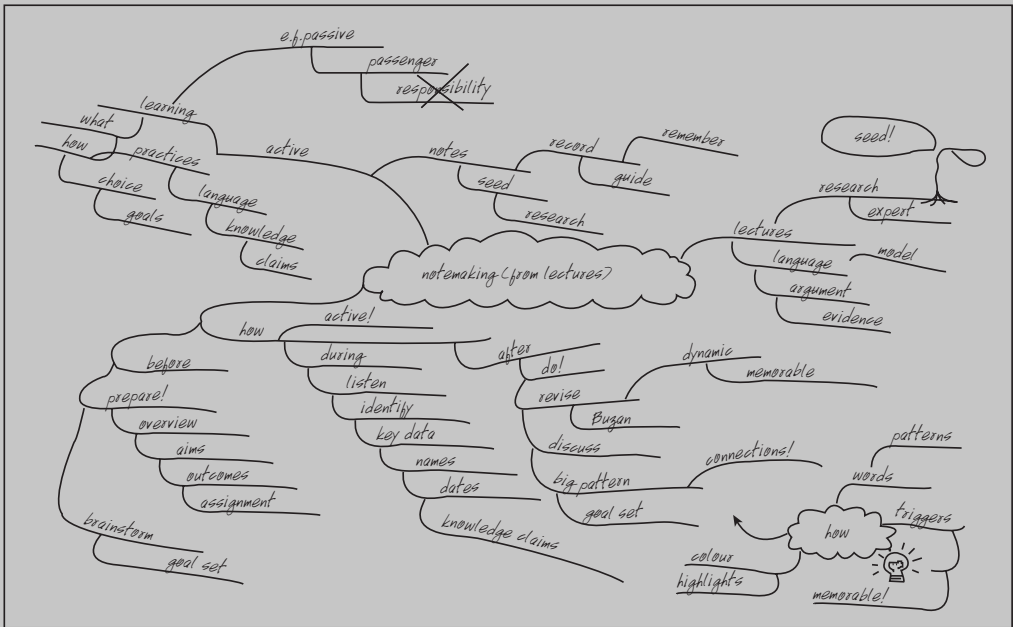 e.g. passive
passenger
responsibility
learning
what
how
practices
choice
goals
language
knowledge
claims
active
notes
record
remember
guide
seed
research
seed!
research
expert
lectures
language
model
argument
evidence
notemaking (from lectures)
how
active!
before
prepare!
overview
aims
outcomes
assignment
brainstorm
goal set
during
listen
identify
key data
names
dates
knowledge claims
after
do!
revise
dynamic
memorable
Buzan
discuss
big pattern
connections!
goal set
how
patterns
words
triggers
memorable!
colour
highlights